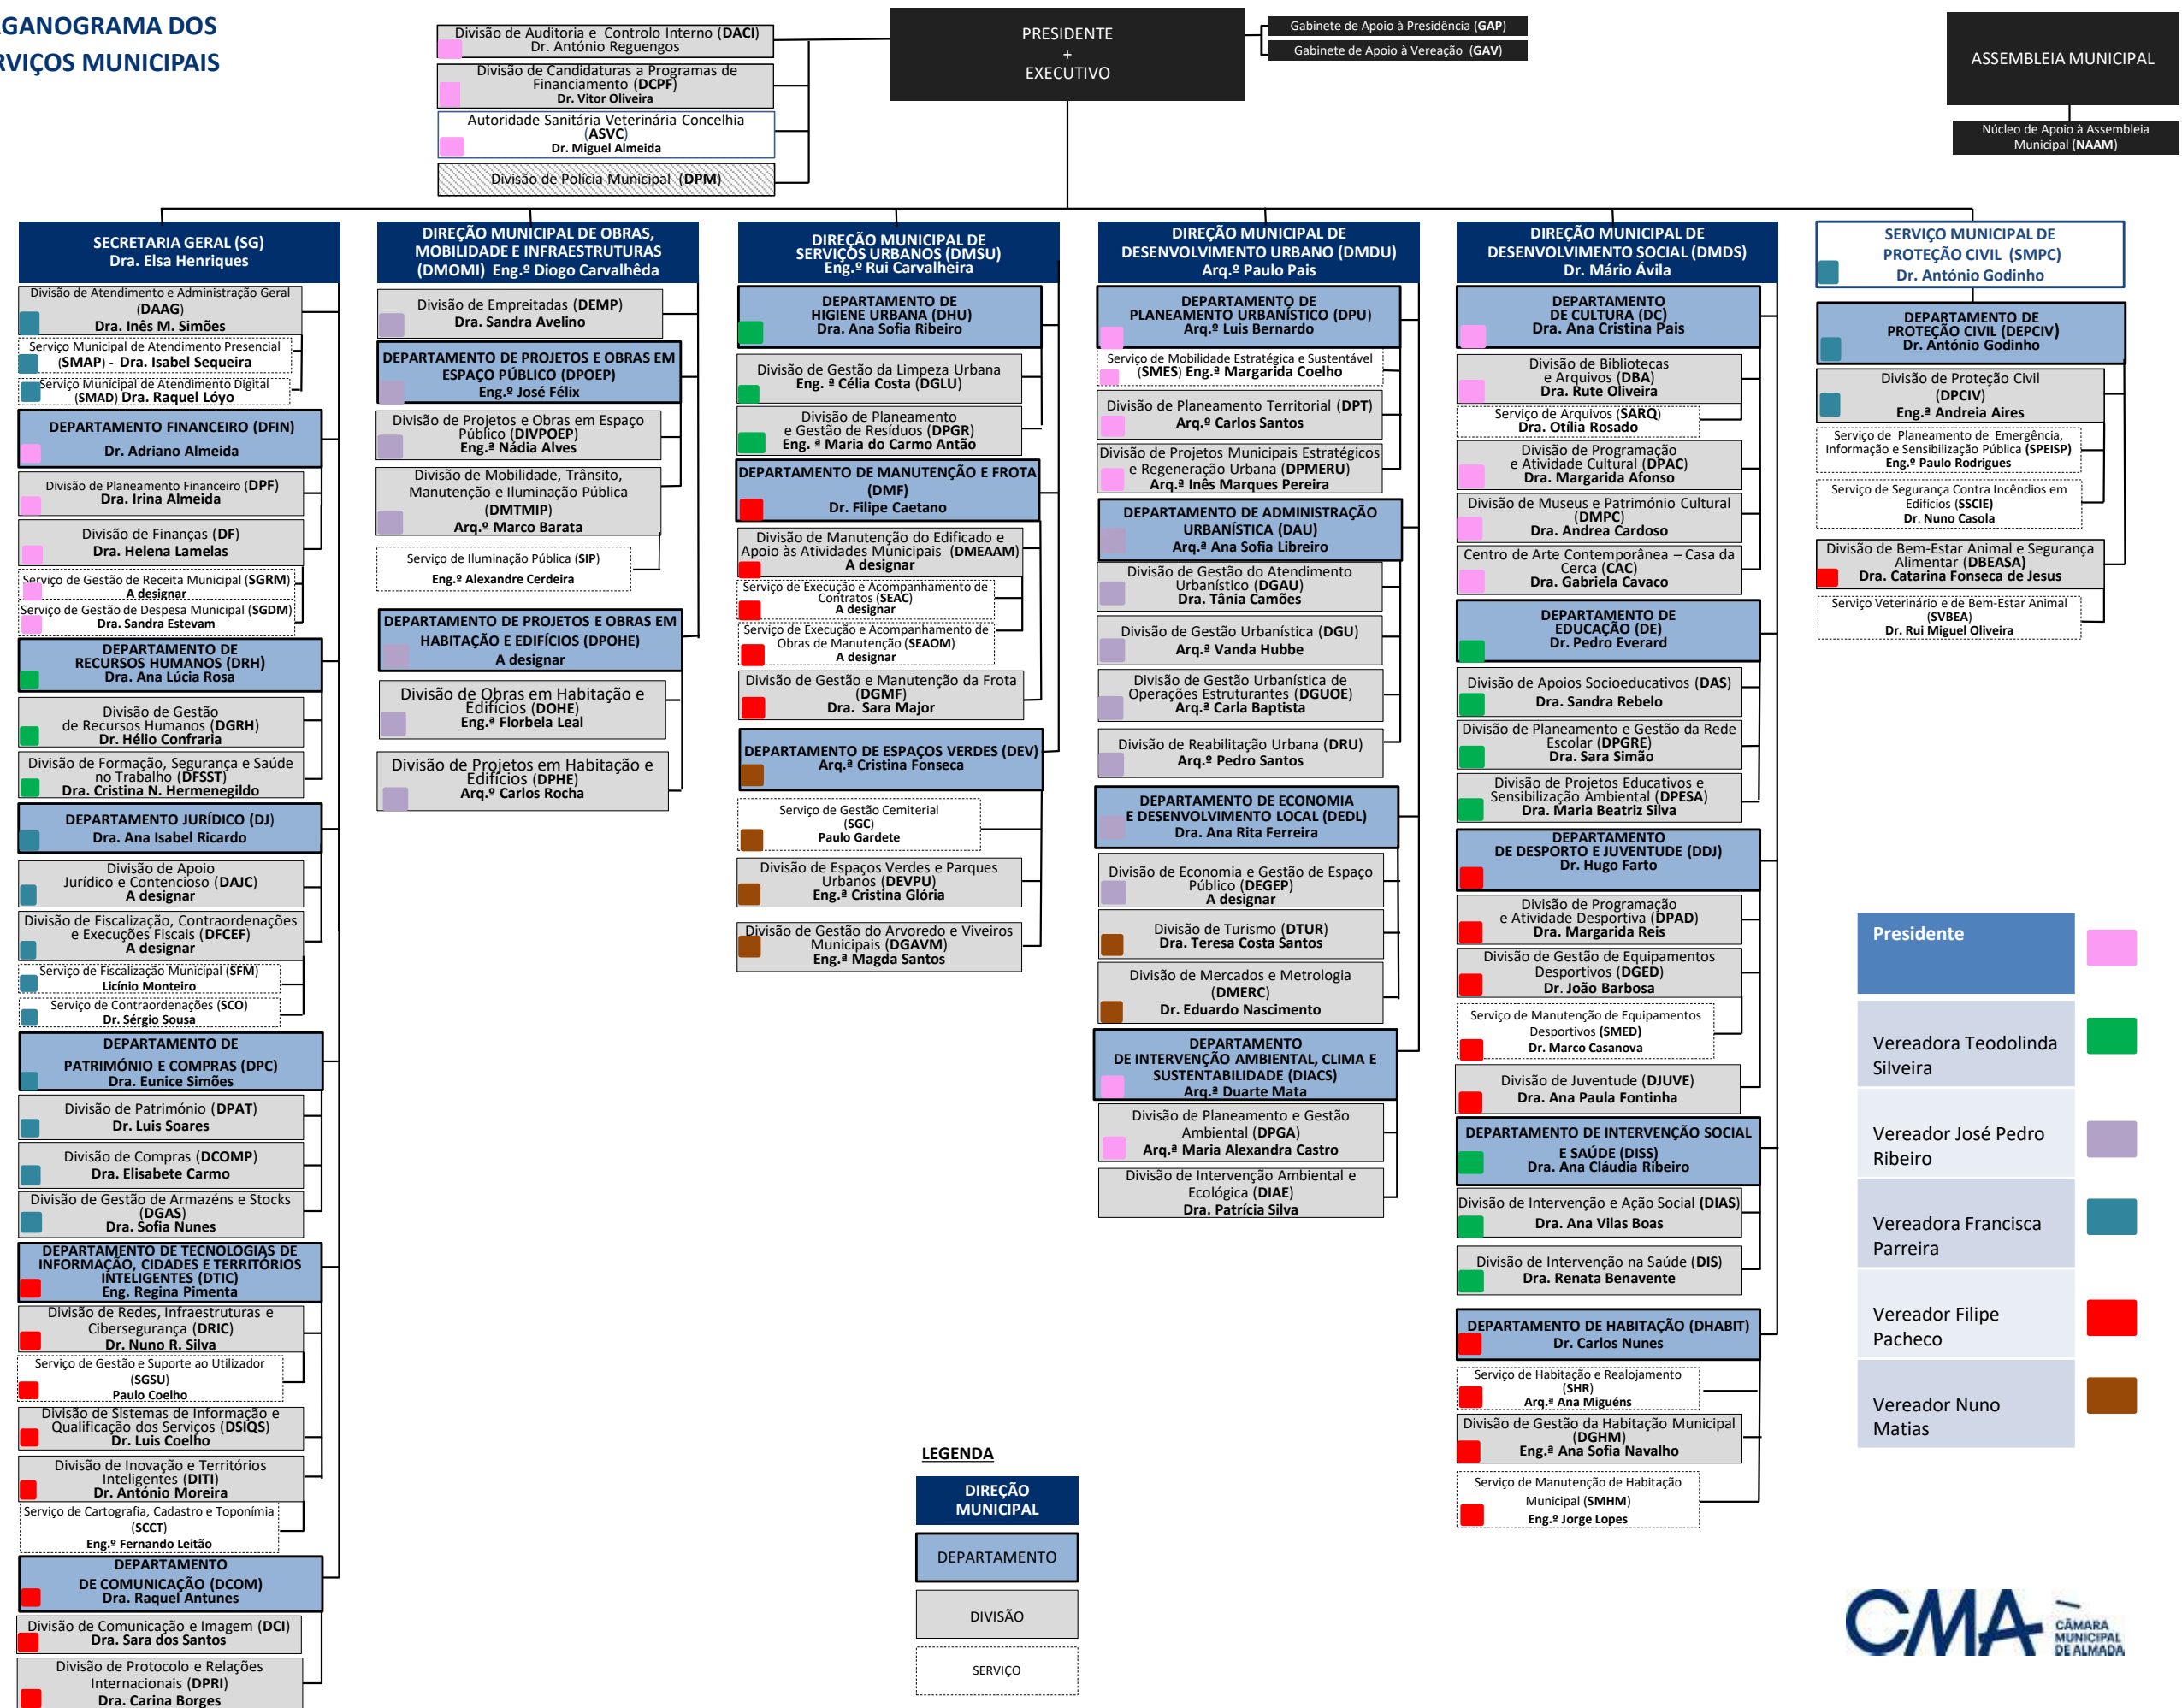 GANOGRAMA DOS
RVIÇOS MUNICIPAIS
Divisão de Auditoria e Controlo Interno (DACI)
Dr. António Reguengos
Divisão de Candidaturas a Programas de
Financiamento (DCPF)
Dr. Vitor Oliveira
Autoridade Sanitária Veterinária Concelhia
(ASVC)
Dr. Miguel Almeida
Divisão de Polícia Municipal (DPM)
PRESIDENTE
+
EXECUTIVO
Gabinete de Apoio à Presidência (GAP)
Gabinete de Apoio à Vereação (GAV)
ASSEMBLEIA MUNICIPAL
Núcleo de Apoio à Assembleia
Municipal (NAAM)
SECRETARIA GERAL (SG)
Dra. Elsa Henriques
Divisão de Atendimento e Administração Geral
(DAAG)
Dra. Inês M. Simões
Serviço Municipal de Atendimento Presencial
(SMAP) - Dra. Isabel Sequeira
Serviço Municipal de Atendimento Digital
(SMAD) Dra. Raquel Lóyo
DEPARTAMENTO FINANCEIRO (DFIN)
Dr. Adriano Almeida
Divisão de Planeamento Financeiro (DPF)
Dra. Irina Almeida
Divisão de Finanças (DF)
Dra. Helena Lamelas
Serviço de Gestão de Receita Municipal (SGRM)
A designar
Serviço de Gestão de Despesa Municipal (SGDM)
Dra. Sandra Estevam
DEPARTAMENTO DE
RECURSOS HUMANOS (DRH)
Dra. Ana Lúcia Rosa
Divisão de Gestão
de Recursos Humanos (DGRH)
Dr. Hélio Confraria
Divisão de Formação, Segurança e Saúde
no Trabalho (DFSST)
Dra. Cristina N. Hermenegildo
DEPARTAMENTO JURÍDICO (DJ)
Dra. Ana Isabel Ricardo
Divisão de Apoio
Jurídico e Contencioso (DAJC)
A designar
Divisão de Fiscalização, Contraordenações
e Execuções Fiscais (DFCEF)
A designar
Serviço de Fiscalização Municipal (SFM)
Licínio Monteiro
Serviço de Contraordenações (SCO)
Dr. Sérgio Sousa
DEPARTAMENTO DE
PATRIMÓNIO E COMPRAS (DPC)
Dra. Eunice Simões
Divisão de Património (DPAT)
Dr. Luis Soares
Divisão de Compras (DCOMP)
Dra. Elisabete Carmo
Divisão de Gestão de Armazéns e Stocks
(DGAS)
Dra. Sofia Nunes
DEPARTAMENTO DE TECNOLOGIAS DE
INFORMAÇÃO, CIDADES E TERRITÓRIOS
INTELIGENTES (DTIC)
Eng. Regina Pimenta
Divisão de Redes, Infraestruturas e
Cibersegurança (DRIC)
Dr. Nuno R. Silva
Serviço de Gestão e Suporte ao Utilizador
(SGSU)
Paulo Coelho
Divisão de Sistemas de Informação e
Qualificação dos Serviços (DSIQS)
Dr. Luis Coelho
Divisão de Inovação e Territórios
Inteligentes (DITI)
Dr. António Moreira
Serviço de Cartografia, Cadastro e Toponímia
(SCCT)
Eng.º Fernando Leitão
DEPARTAMENTO
DE COMUNICAÇÃO (DCOM)
Dra. Raquel Antunes
Divisão de Comunicação e Imagem (DCI)
Dra. Sara dos Santos
Divisão de Protocolo e Relações
Internacionais (DPRI)
Dra. Carina Borges
DIREÇÃO MUNICIPAL DE OBRAS,
MOBILIDADE E INFRAESTRUTURAS
(DMOMI) Eng.º Diogo Carvalhêda
Divisão de Empreitadas (DEMP)
Dra. Sandra Avelino
DEPARTAMENTO DE PROJETOS E OBRAS EM
ESPAÇO PÚBLICO (DPOEP)
Eng.º José Félix
Divisão de Projetos e Obras em Espaço
Público (DIVPOEP)
Eng.ª Nádia Alves
Divisão de Mobilidade, Trânsito,
Manutenção e Iluminação Pública
(DMTMIP)
Arq.º Marco Barata
Serviço de Iluminação Pública (SIP)
Eng.º Alexandre Cerdeira
DEPARTAMENTO DE PROJETOS E OBRAS EM
HABITAÇÃO E EDIFÍCIOS (DPOHE)
A designar
Divisão de Obras em Habitação e
Edifícios (DOHE)
Eng.ª Florbela Leal
Divisão de Projetos em Habitação e
Edifícios (DPHE)
Arq.º Carlos Rocha
DIREÇÃO MUNICIPAL DE
SERVIÇOS URBANOS (DMSU)
Eng.º Rui Carvalheira
DEPARTAMENTO DE
HIGIENE URBANA (DHU)
Dra. Ana Sofia Ribeiro
Divisão de Gestão da Limpeza Urbana
Eng. ª Célia Costa (DGLU)
Divisão de Planeamento
e Gestão de Resíduos (DPGR)
Eng. ª Maria do Carmo Antão
DEPARTAMENTO DE MANUTENÇÃO E FROTA
(DMF)
Dr. Filipe Caetano
Divisão de Manutenção do Edificado e
Apoio às Atividades Municipais (DMEAAM)
A designar
Serviço de Execução e Acompanhamento de
Contratos (SEAC)
A designar
Serviço de Execução e Acompanhamento de
Obras de Manutenção (SEAOM)
A designar
Divisão de Gestão e Manutenção da Frota
(DGMF)
Dra. Sara Major
DEPARTAMENTO DE ESPAÇOS VERDES (DEV)
Arq.ª Cristina Fonseca
Serviço de Gestão Cemiterial
(SGC)
Paulo Gardete
Divisão de Espaços Verdes e Parques
Urbanos (DEVPU)
Eng.ª Cristina Glória
Divisão de Gestão do Arvoredo e Viveiros
Municipais (DGAVM)
Eng.ª Magda Santos
DIREÇÃO MUNICIPAL DE
DESENVOLVIMENTO URBANO (DMDU)
Arq.º Paulo Pais
DEPARTAMENTO DE
PLANEAMENTO URBANÍSTICO (DPU)
Arq.º Luis Bernardo
Serviço de Mobilidade Estratégica e Sustentável
(SMES) Eng.ª Margarida Coelho
Divisão de Planeamento Territorial (DPT)
Arq.º Carlos Santos
Divisão de Projetos Municipais Estratégicos
e Regeneração Urbana (DPMERU)
Arq.ª Inês Marques Pereira
DEPARTAMENTO DE ADMINISTRAÇÃO
URBANÍSTICA (DAU)
Arq.ª Ana Sofia Libreiro
Divisão de Gestão do Atendimento
Urbanístico (DGAU)
Dra. Tânia Camões
Divisão de Gestão Urbanística (DGU)
Arq.ª Vanda Hubbe
Divisão de Gestão Urbanística de
Operações Estruturantes (DGUOE)
Arq.ª Carla Baptista
Divisão de Reabilitação Urbana (DRU)
Arq.º Pedro Santos
DEPARTAMENTO DE ECONOMIA
E DESENVOLVIMENTO LOCAL (DEDL)
Dra. Ana Rita Ferreira
Divisão de Economia e Gestão de Espaço
Público (DEGEP)
A designar
Divisão de Turismo (DTUR)
Dra. Teresa Costa Santos
Divisão de Mercados e Metrologia
(DMERC)
Dr. Eduardo Nascimento
DEPARTAMENTO
DE INTERVENÇÃO AMBIENTAL, CLIMA E
SUSTENTABILIDADE (DIACS)
Arq.ª Duarte Mata
Divisão de Planeamento e Gestão
Ambiental (DPGA)
Arq.ª Maria Alexandra Castro
Divisão de Intervenção Ambiental e
Ecológica (DIAE)
Dra. Patrícia Silva
DIREÇÃO MUNICIPAL DE
DESENVOLVIMENTO SOCIAL (DMDS)
Dr. Mário Ávila
DEPARTAMENTO
DE CULTURA (DC)
Dra. Ana Cristina Pais
Divisão de Bibliotecas
e Arquivos (DBA)
Dra. Rute Oliveira
Serviço de Arquivos (SARQ)
Dra. Otília Rosado
Divisão de Programação
e Atividade Cultural (DPAC)
Dra. Margarida Afonso
Divisão de Museus e Património Cultural
(DMPC)
Dra. Andrea Cardoso
Centro de Arte Contemporânea – Casa da
Cerca (CAC)
Dra. Gabriela Cavaco
DEPARTAMENTO DE
EDUCAÇÃO (DE)
Dr. Pedro Everard
Divisão de Apoios Socioeducativos (DAS)
Dra. Sandra Rebelo
Divisão de Planeamento e Gestão da Rede
Escolar (DPGRE)
Dra. Sara Simão
Divisão de Projetos Educativos e
Sensibilização Ambiental (DPESA)
Dra. Maria Beatriz Silva
DEPARTAMENTO
DE DESPORTO E JUVENTUDE (DDJ)
Dr. Hugo Farto
Divisão de Programação
e Atividade Desportiva (DPAD)
Dra. Margarida Reis
Divisão de Gestão de Equipamentos
Desportivos (DGED)
Dr. João Barbosa
Serviço de Manutenção de Equipamentos
Desportivos (SMED)
Dr. Marco Casanova
Divisão de Juventude (DJUVE)
Dra. Ana Paula Fontinha
DEPARTAMENTO DE INTERVENÇÃO SOCIAL
E SAÚDE (DISS)
Dra. Ana Cláudia Ribeiro
Divisão de Intervenção e Ação Social (DIAS)
Dra. Ana Vilas Boas
Divisão de Intervenção na Saúde (DIS)
Dra. Renata Benavente
DEPARTAMENTO DE HABITAÇÃO (DHABIT)
Dr. Carlos Nunes
Serviço de Habitação e Realojamento
(SHR)
Arq.ª Ana Miguéns
Divisão de Gestão da Habitação Municipal
(DGHM)
Eng.ª Ana Sofia Navalho
Serviço de Manutenção de Habitação
Municipal (SMHM)
Eng.º Jorge Lopes
SERVIÇO MUNICIPAL DE
PROTEÇÃO CIVIL (SMPC)
Dr. António Godinho
DEPARTAMENTO DE
PROTEÇÃO CIVIL (DEPCIV)
Dr. António Godinho
Divisão de Proteção Civil
(DPCIV)
Eng.ª Andreia Aires
Serviço de Planeamento de Emergência,
Informação e Sensibilização Pública (SPEISP)
Eng.º Paulo Rodrigues
Serviço de Segurança Contra Incêndios em
Edifícios (SSCIE)
Dr. Nuno Casola
Divisão de Bem-Estar Animal e Segurança
Alimentar (DBEASA)
Dra. Catarina Fonseca de Jesus
Serviço Veterinário e de Bem-Estar Animal
(SVBEA)
Dr. Rui Miguel Oliveira
Presidente
Vereadora Teodolinda
Silveira
Vereador José Pedro
Ribeiro
Vereadora Francisca
Parreira
Vereador Filipe
Pacheco
Vereador Nuno
Matias
LEGENDA
DIREÇÃO
MUNICIPAL
DEPARTAMENTO
DIVISÃO
SERVIÇO
CMA
CÂMARA
MUNICIPAL
DE ALMADA